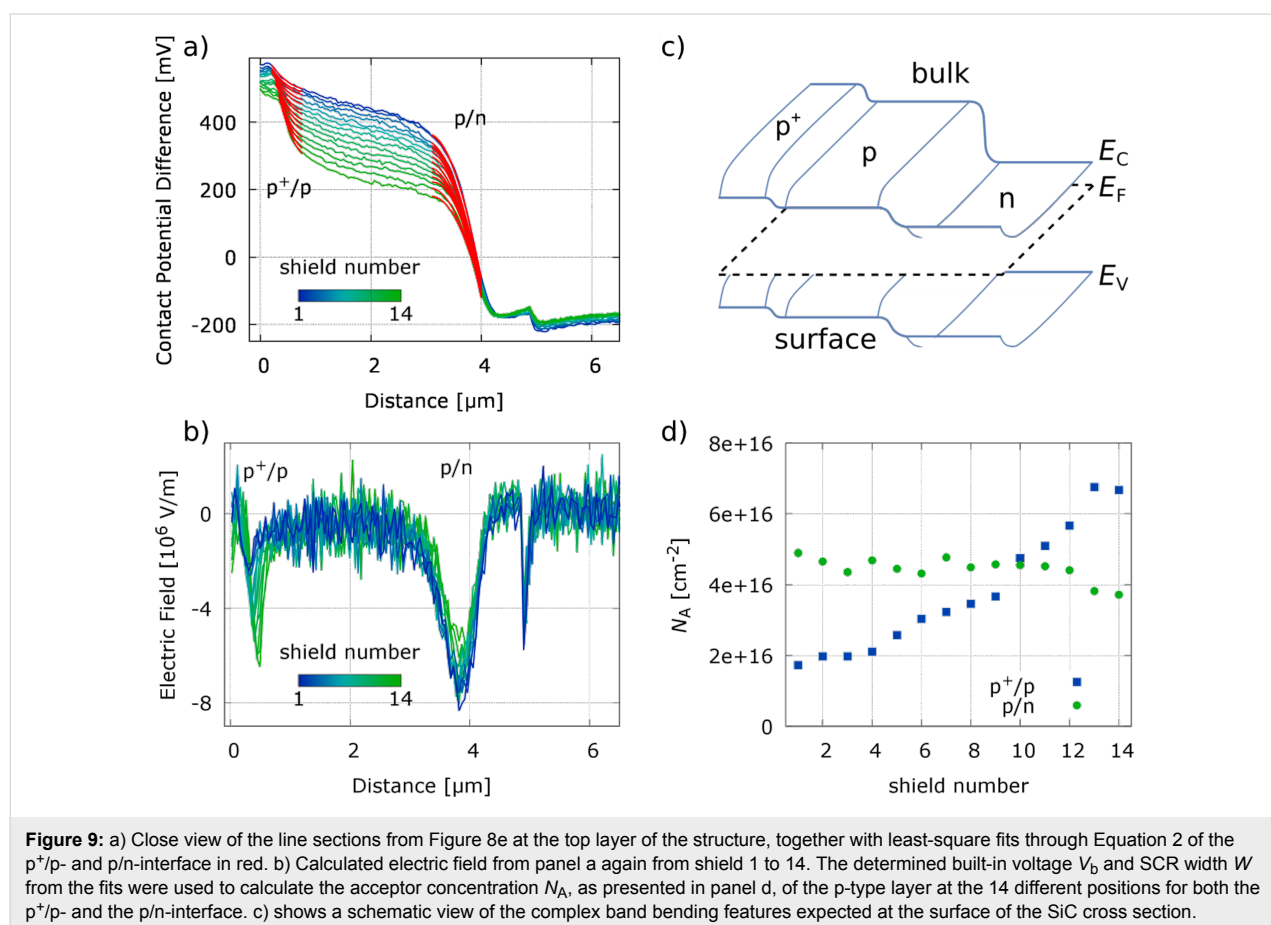 a)
Contact Potential Difference [mV]
400
200
0
-200
p⁺/p
p/n
shield number
1 14
0 2 4 6
Distance [µm]
c)
bulk
p⁺
p
n
E_C
E_F
E_V
surface
b)
Electric Field [10⁶ V/m]
0
-4
-8
p⁺/p
p/n
shield number
1 14
0 2 4 6
Distance [µm]
d)
N_A [cm⁻²]
8e+16
6e+16
4e+16
2e+16
0
p⁺/p
p/n
2 4 6 8 10 12 14
shield number
Figure 9: a) Close view of the line sections from Figure 8e at the top layer of the structure, together with least-square fits through Equation 2 of the
p⁺/p- and p/n-interface in red. b) Calculated electric field from panel a again from shield 1 to 14. The determined built-in voltage V_b and SCR width W
from the fits were used to calculate the acceptor concentration N_A, as presented in panel d, of the p-type layer at the 14 different positions for both the
p⁺/p- and the p/n-interface. c) shows a schematic view of the complex band bending features expected at the surface of the SiC cross section.